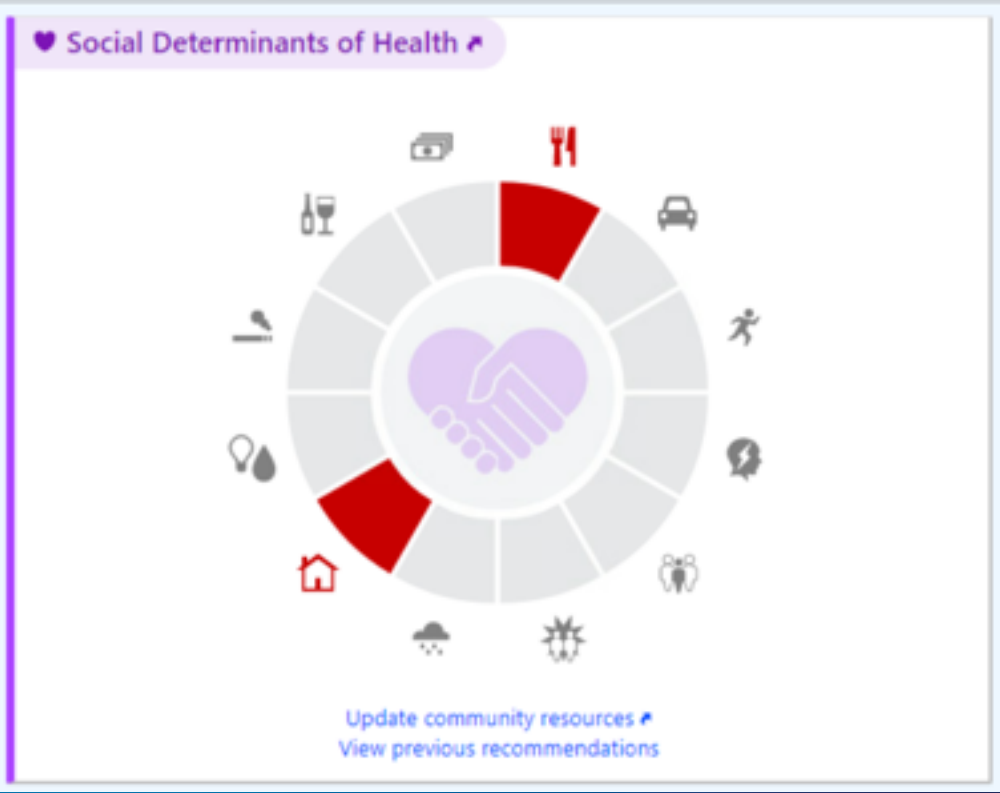 Social Determinants of Health
Update community resources
View previous recommendations